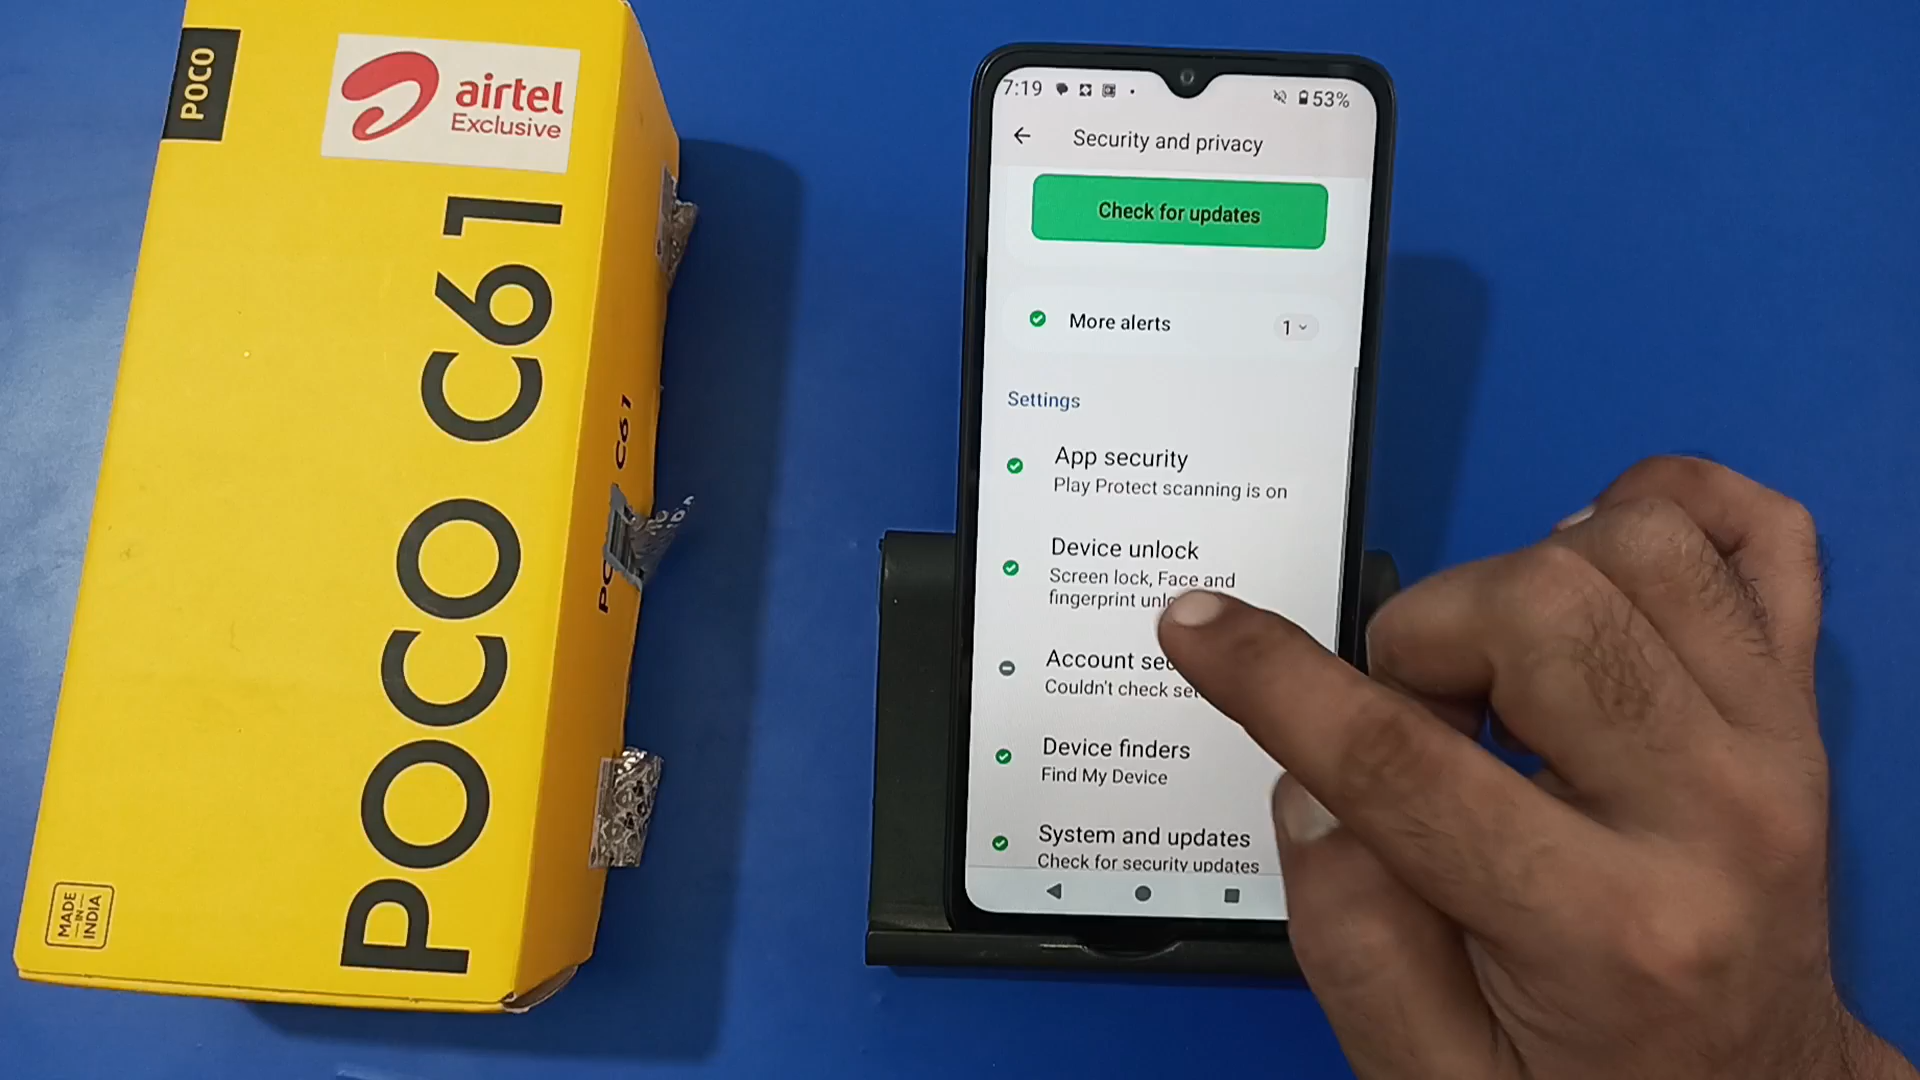 POCO
airtel
Exclusive
POCO C61
C61
MADE
IN
INDIA
7:19
53%
Security and privacy
Check for updates
More alerts
1
Settings
App security
Play Protect scanning is on
Device unlock
Screen lock, Face and
fingerprint
Account
Couldn't check
Device finders
Find My Device
System and updates
Check for security updates